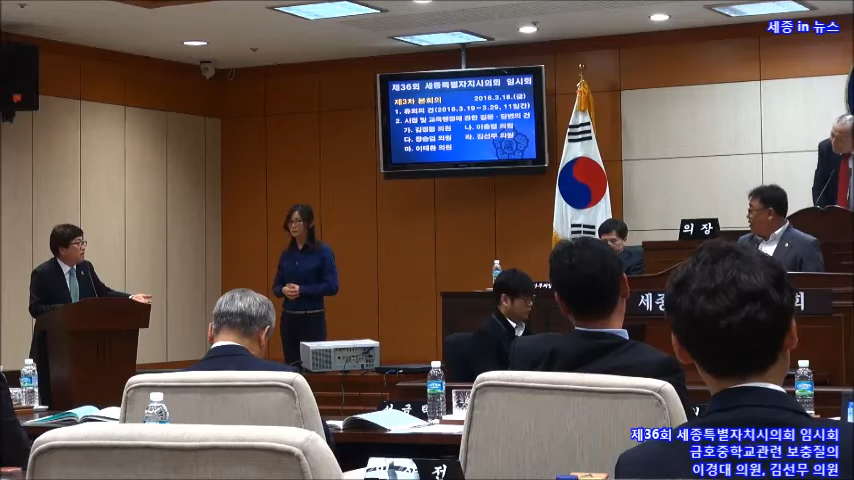 세종 in 뉴스
제36회 세종특별자치시의회 임시회
제3차 본회의 2016.3.18.(금)
1. 휴회의 건(2016.3.19~3.29, 11일간)
2. 시정 및 교육행정에 관한 질문·답변의 건
가. 김정봉 의원 나. 이충열 의원
다. 장승업 의원 라. 김선무 의원
마. 이태환 의원
의 장
세종
회
전
제36회 세종특별자치시의회 임시회
금호중학교관련 보충질의
이경대 의원, 김선무 의원